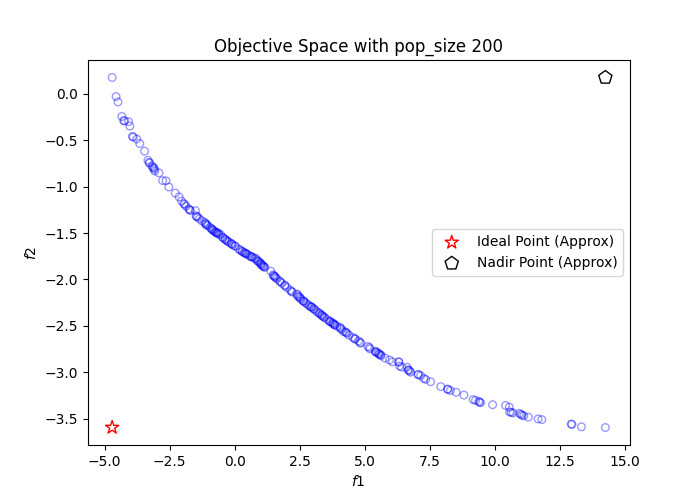 Objective Space with pop_size 200
f2
0.0
−0.5
−1.0
−1.5
−2.0
−2.5
−3.0
−3.5
Ideal Point (Approx)
Nadir Point (Approx)
−5.0 −2.5 0.0 2.5 5.0 7.5 10.0 12.5 15.0
f1